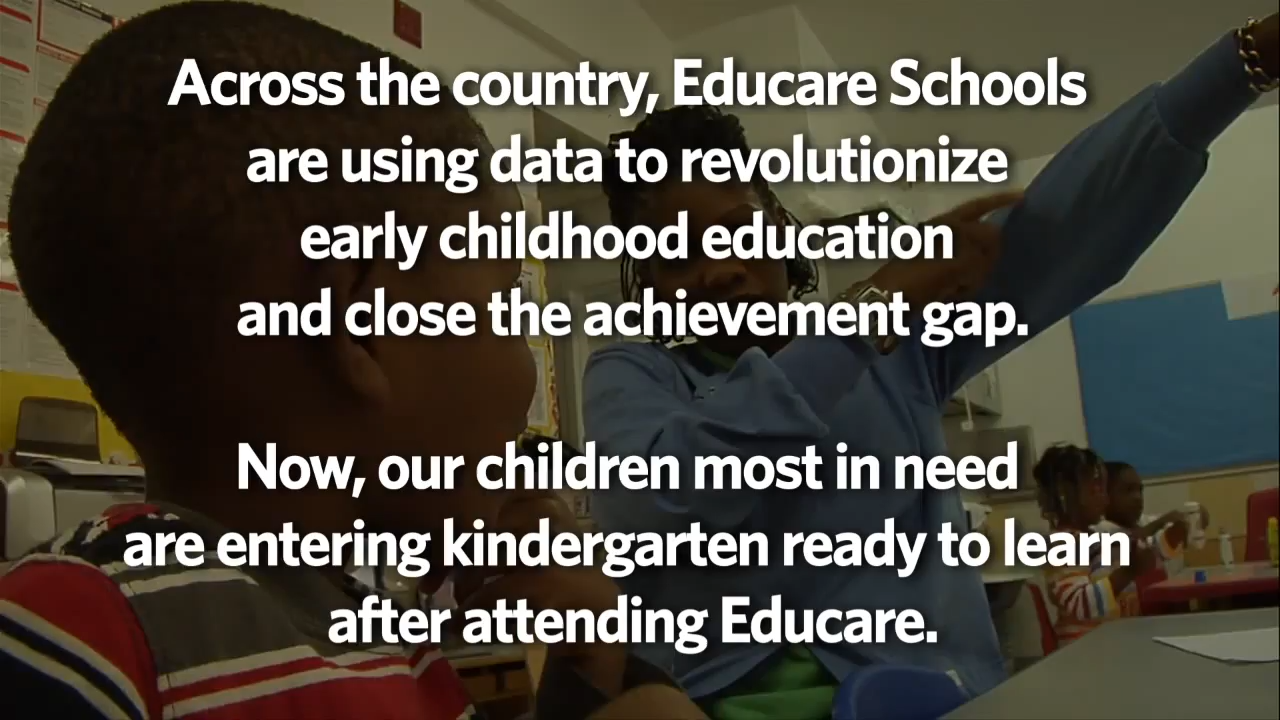 Across the country, Educare Schools
are using data to revolutionize
early childhood education
and close the achievement gap.
Now, our children most in need
are entering kindergarten ready to learn
after attending Educare.